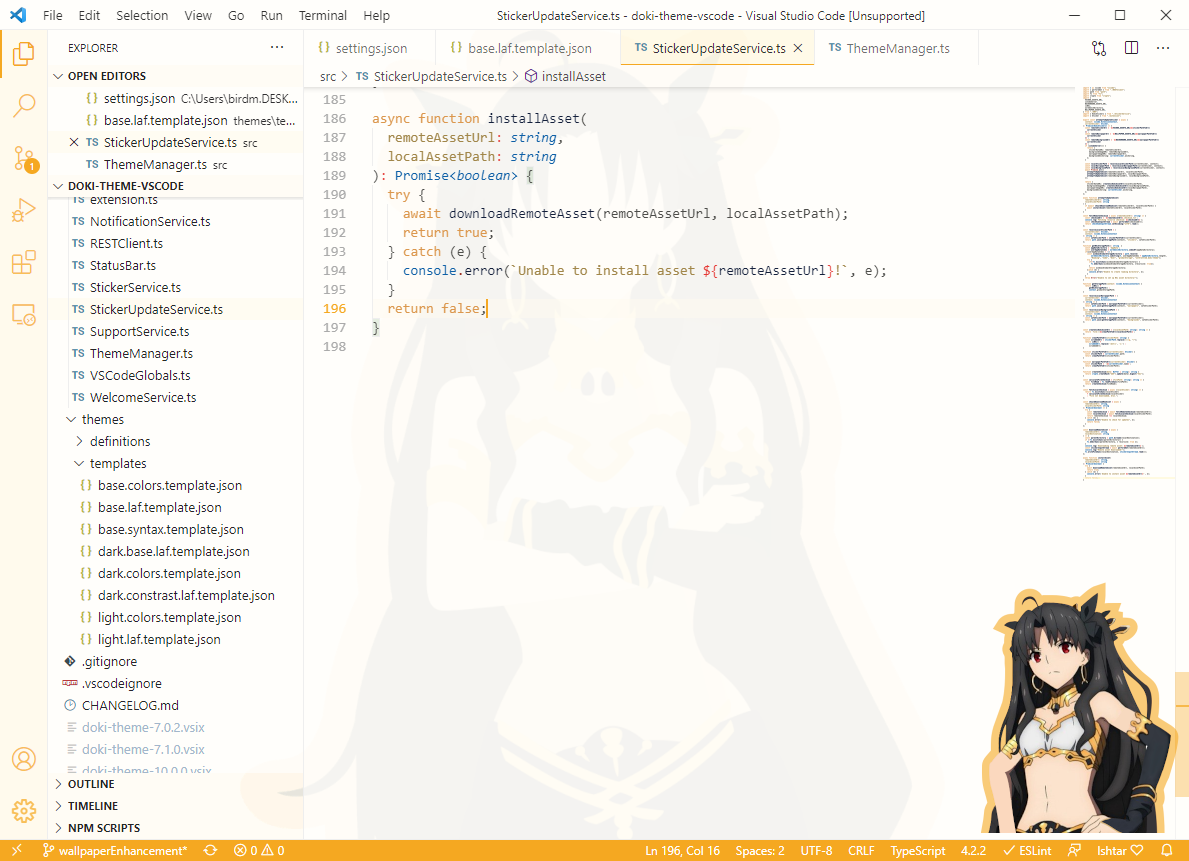 File Edit Selection View Go Run Terminal Help StickerUpdateService.ts - doki-theme-vscode - Visual Studio Code [Unsupported]
EXPLORER ···
OPEN EDITORS
{} settings.json C:\Users\birdm.DESK...
{} base.laf.template.json themes\te...
TS StickerUpdateService.ts src
TS ThemeManager.ts src
DOKI-THEME-VSCODE
TS extension.ts
TS NotificationService.ts
TS RESTClient.ts
TS StatusBar.ts
TS StickerService.ts
TS StickerUpdateService.ts
TS SupportService.ts
TS ThemeManager.ts
TS VSCodeGlobals.ts
TS WelcomeService.ts
themes
definitions
templates
{} base.colors.template.json
{} base.laf.template.json
{} base.syntax.template.json
{} dark.base.laf.template.json
{} dark.colors.template.json
{} dark.constrast.laf.template.json
{} light.colors.template.json
{} light.laf.template.json
.gitignore
npm .vscodeignore
CHANGELOG.md
doki-theme-7.0.2.vsix
doki-theme-7.1.0.vsix
doki-theme-10.0.0.vsix
OUTLINE
TIMELINE
NPM SCRIPTS
1
{} settings.json {} base.laf.template.json TS StickerUpdateService.ts TS ThemeManager.ts
src > TS StickerUpdateService.ts > installAsset
185
186 async function installAsset(
187 remoteAssetUrl: string,
188 localAssetPath: string
189 ): Promise<boolean> {
190 try {
191 await downloadRemoteAsset(remoteAssetUrl, localAssetPath);
192 return true;
193 } catch (e) {
194 console.error(`Unable to install asset ${remoteAssetUrl}!`, e);
195 }
196 return false;
197 }
198
wallpaperEnhancement* 0 0 Ln 196, Col 16 Spaces: 2 UTF-8 CRLF TypeScript 4.2.2 ESLint Ishtar